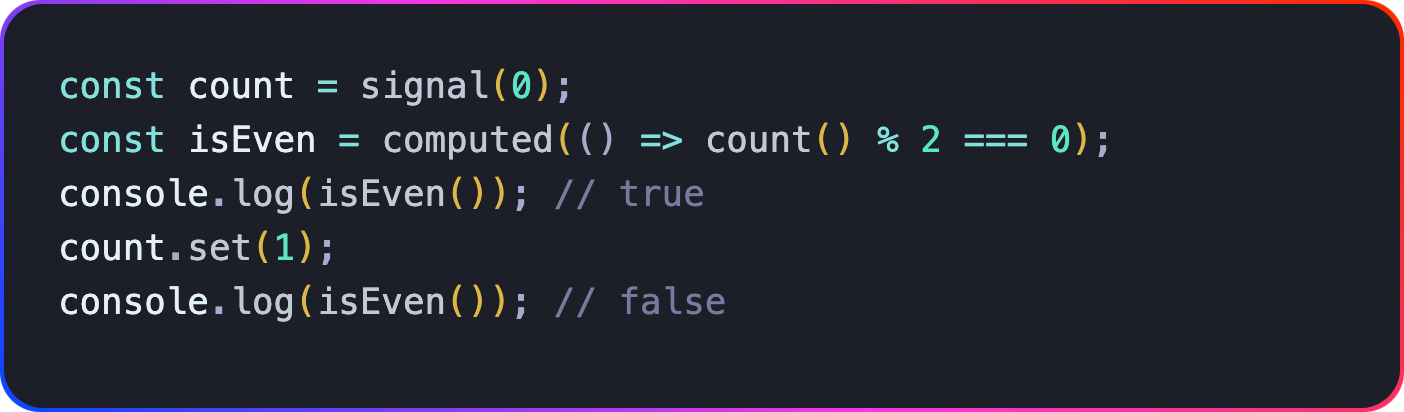 const count = signal(0);
const isEven = computed(() => count() % 2 === 0);
console.log(isEven()); // true
count.set(1);
console.log(isEven()); // false